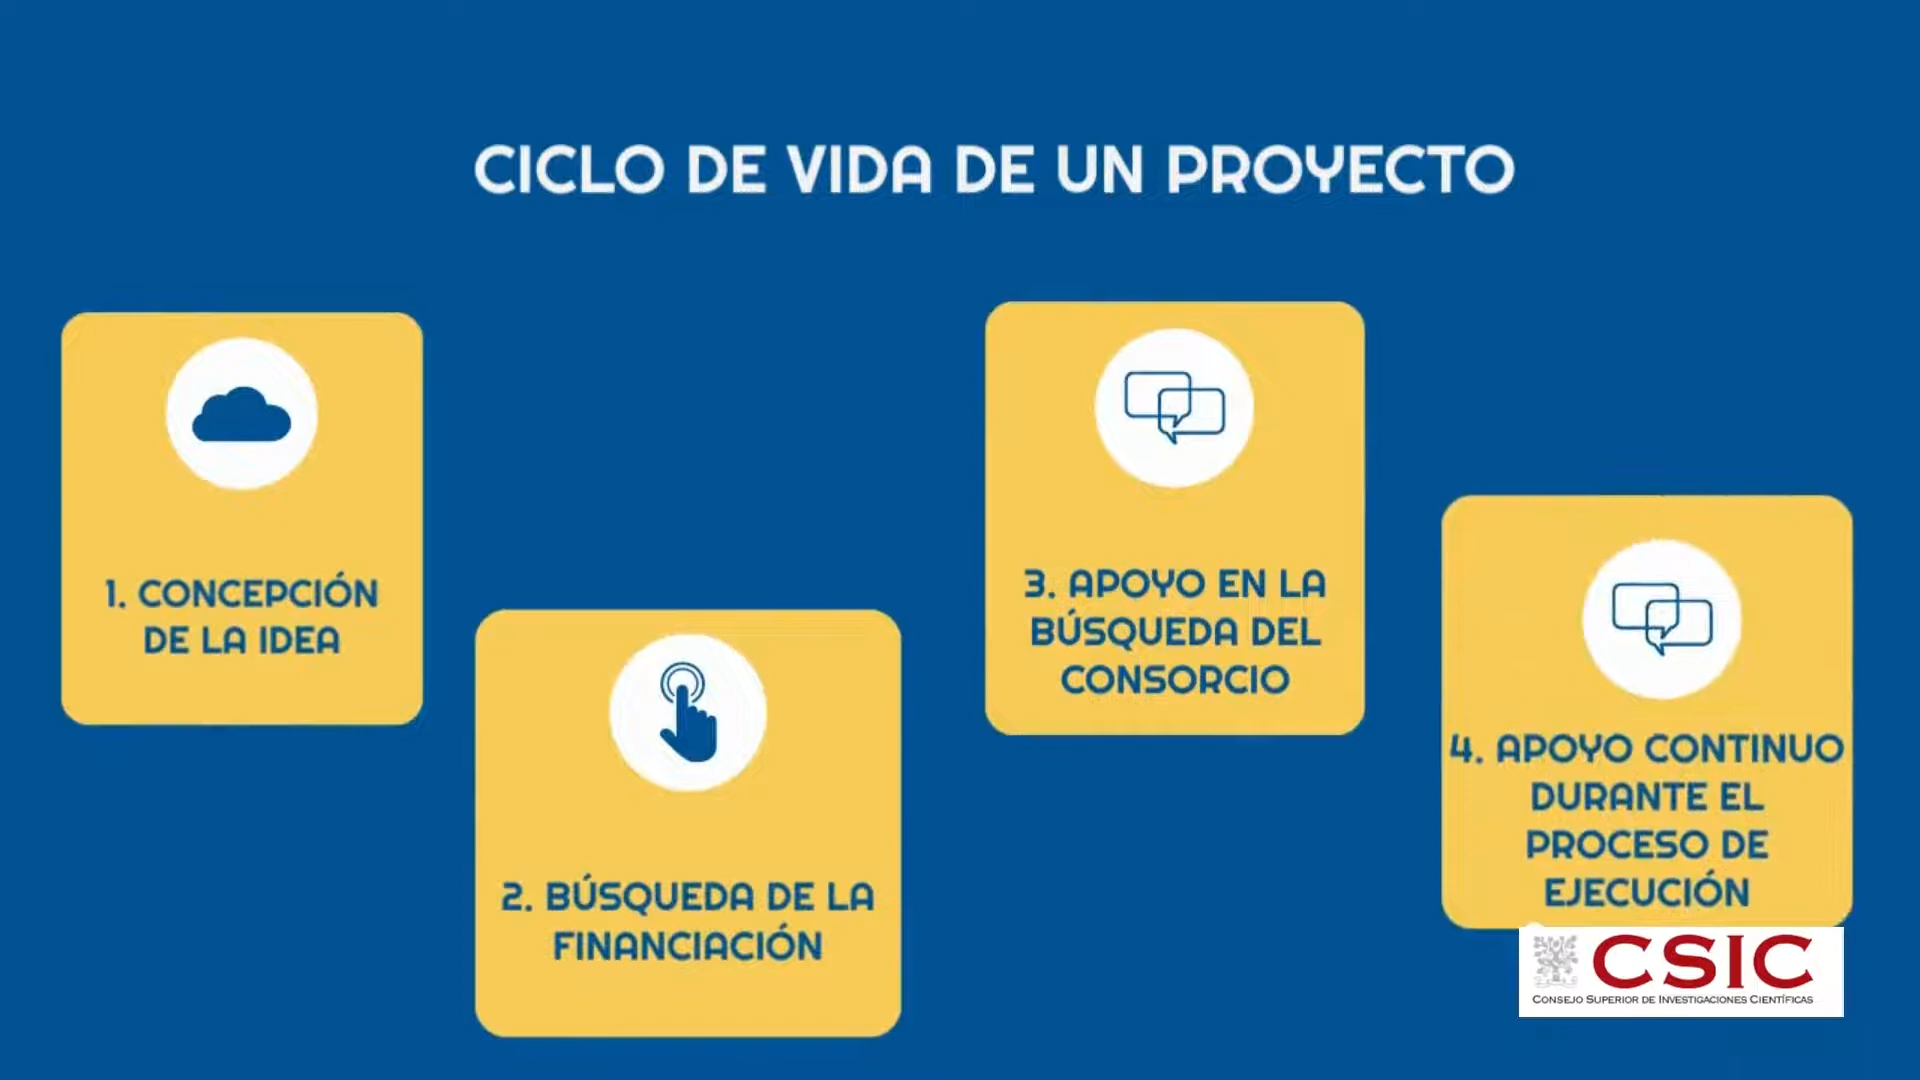 CICLO DE VIDA DE UN PROYECTO
1. CONCEPCIÓN
DE LA IDEA
2. BÚSQUEDA DE LA
FINANCIACIÓN
3. APOYO EN LA
BÚSQUEDA DEL
CONSORCIO
4. APOYO CONTINUO
DURANTE EL
PROCESO DE
EJECUCIÓN
CSIC
CONSEJO SUPERIOR DE INVESTIGACIONES CIENTÍFICAS